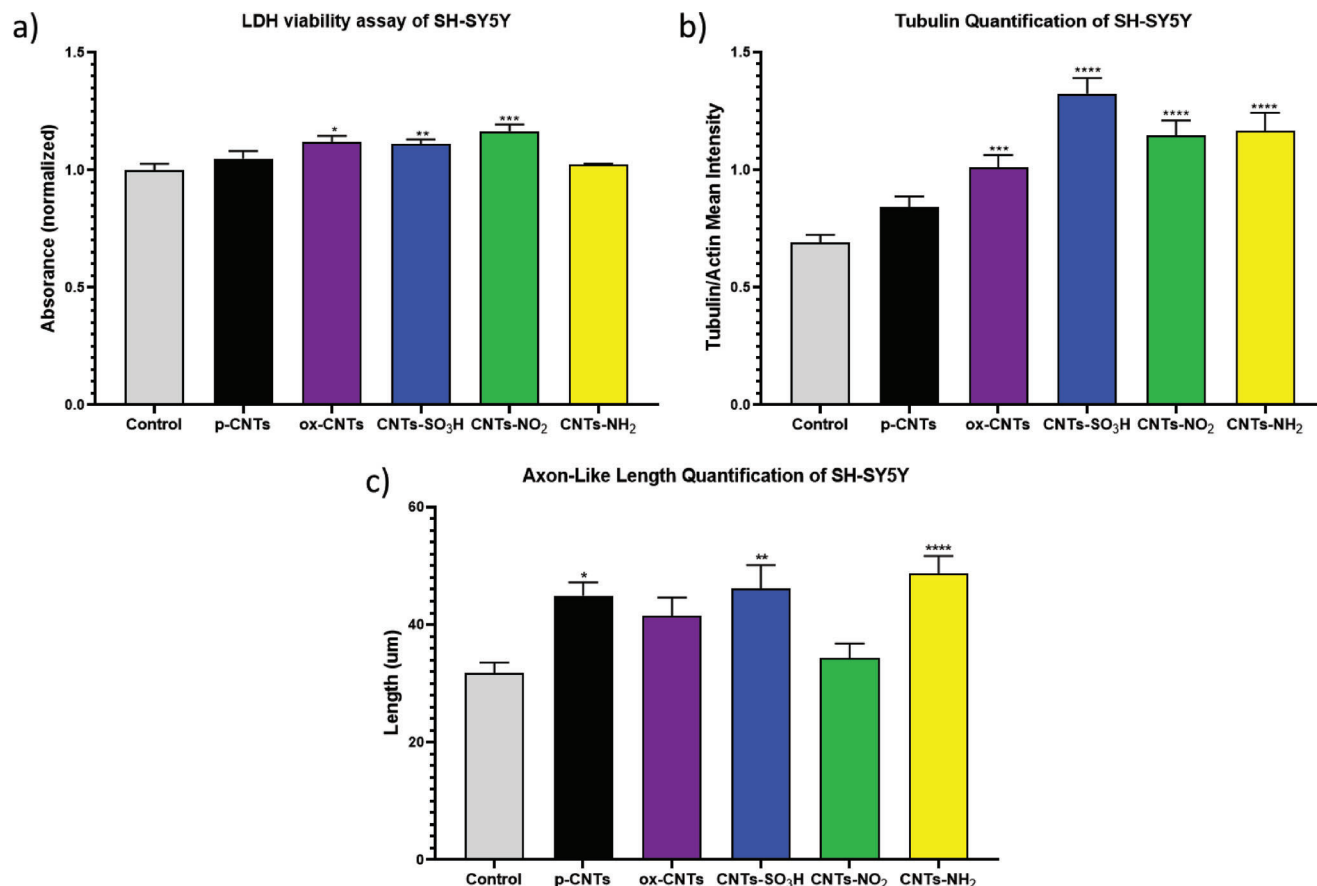 a)
LDH viability assay of SH-SY5Y
Absorance (normalized)
1.5
1.0
0.5
0.0
*
**
***
Control p-CNTs ox-CNTs CNTs-SO₃H CNTs-NO₂ CNTs-NH₂
b)
Tubulin Quantification of SH-SY5Y
Tubulin/Actin Mean Intensity
1.5
1.0
0.5
0.0
***
****
****
****
Control p-CNTs ox-CNTs CNTs-SO₃H CNTs-NO₂ CNTs-NH₂
c)
Axon-Like Length Quantification of SH-SY5Y
Length (um)
60
40
20
0
*
**
****
Control p-CNTs ox-CNTs CNTs-SO₃H CNTs-NO₂ CNTs-NH₂